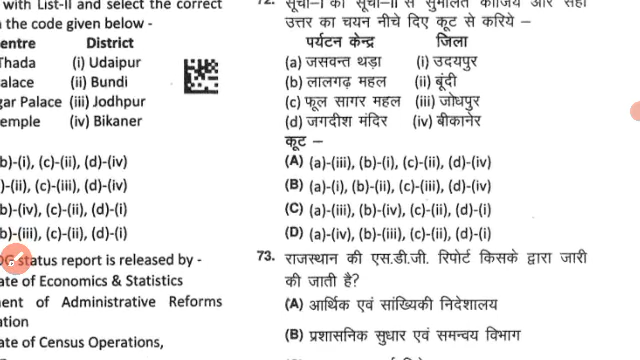 with List-II and select the correct
the code given below -
entre District
Thada (i) Udaipur
alace (ii) Bundi
gar Palace (iii) Jodhpur
emple (iv) Bikaner
b)-(i), (c)-(ii), (d)-(iv)
)-(ii), (c)-(iii), (d)-(iv)
b)-(iv), (c)-(ii), (d)-(i)
b)-(iii), (c)-(ii), (d)-(i)
status report is released by -
ate of Economics & Statistics
ent of Administrative Reforms
ation
ate of Census Operations,
72. सूची-I को सूची-II से सुमेलित कीजिये और सही
उत्तर का चयन नीचे दिए कूट से करिये –
पर्यटन केन्द्र जिला
(a) जसवन्त थड़ा (i) उदयपुर
(b) लालगढ़ महल (ii) बूंदी
(c) फूल सागर महल (iii) जोधपुर
(d) जगदीश मंदिर (iv) बीकानेर
कूट –
(A) (a)-(iii), (b)-(i), (c)-(ii), (d)-(iv)
(B) (a)-(i), (b)-(ii), (c)-(iii), (d)-(iv)
(C) (a)-(iii), (b)-(iv), (c)-(ii), (d)-(i)
(D) (a)-(iv), (b)-(iii), (c)-(ii), (d)-(i)
73. राजस्थान की एस.डी.जी. रिपोर्ट किसके द्वारा जारी
की जाती है?
(A) आर्थिक एवं सांख्यिकी निदेशालय
(B) प्रशासनिक सुधार एवं समन्वय विभाग